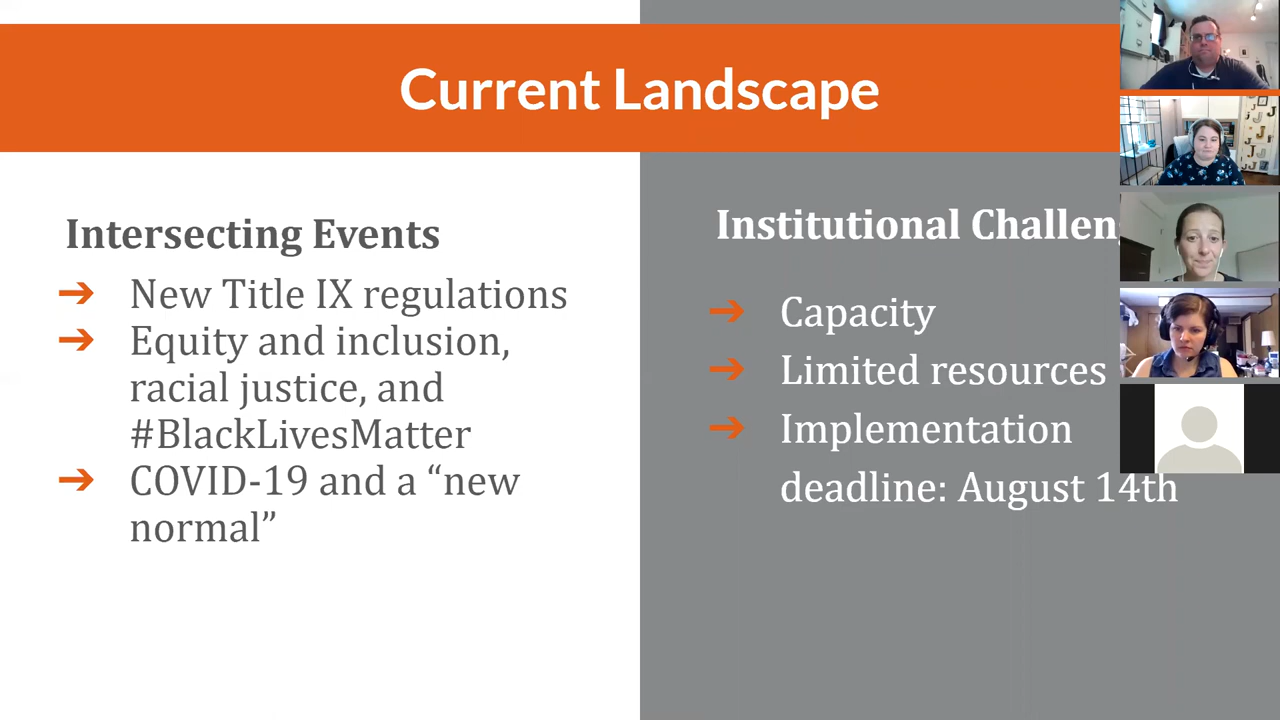 Current Landscape
Intersecting Events
➔ New Title IX regulations
➔ Equity and inclusion,
racial justice, and
#BlackLivesMatter
➔ COVID-19 and a “new
normal”
Institutional
➔ Capacity
➔ Limited resources
➔ Implementation
deadline: August 14th